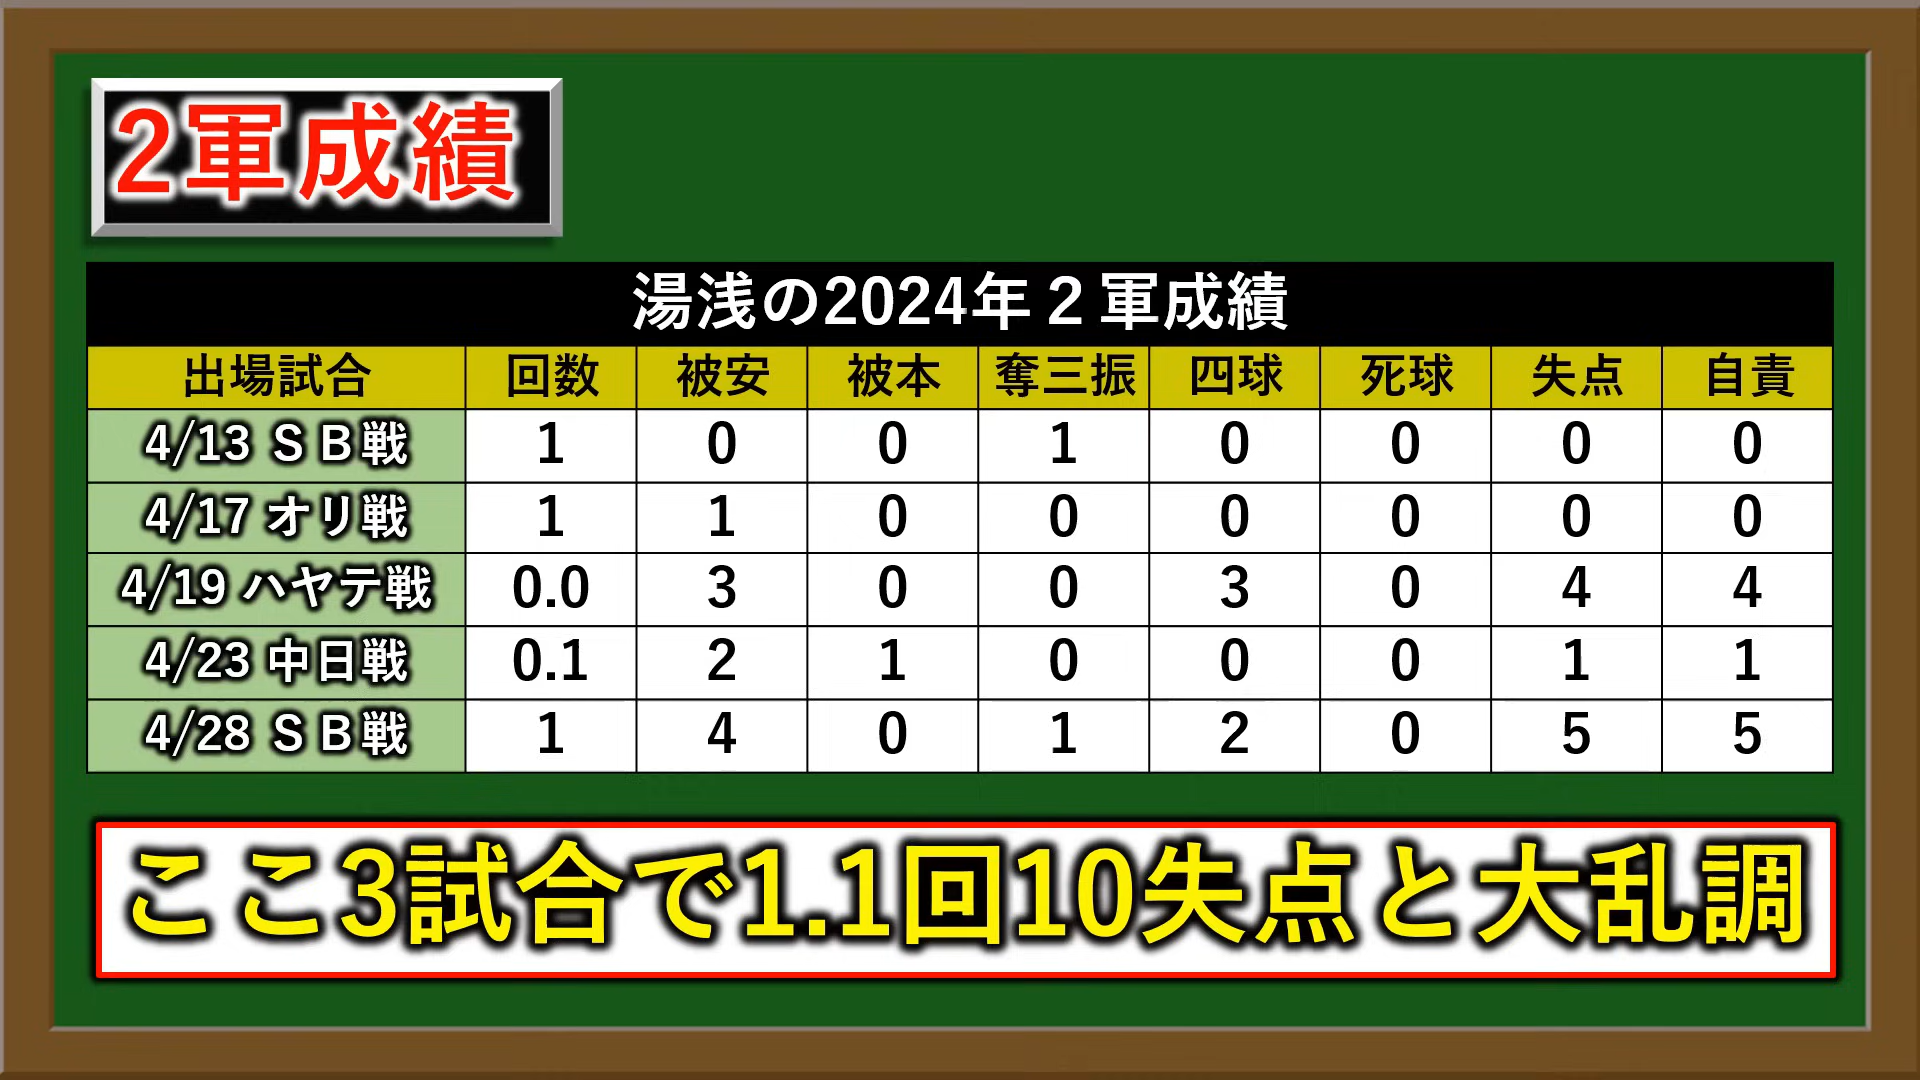 2軍成績
湯浅の2024年２軍成績
出場試合 回数 被安 被本 奪三振 四球 死球 失点 自責
4/13 ＳＢ戦 1 0 0 1 0 0 0 0
4/17 オリ戦 1 1 0 0 0 0 0 0
4/19 ハヤテ戦 0.0 3 0 0 3 0 4 4
4/23 中日戦 0.1 2 1 0 0 0 1 1
4/28 ＳＢ戦 1 4 0 1 2 0 5 5
ここ3試合で1.1回10失点と大乱調